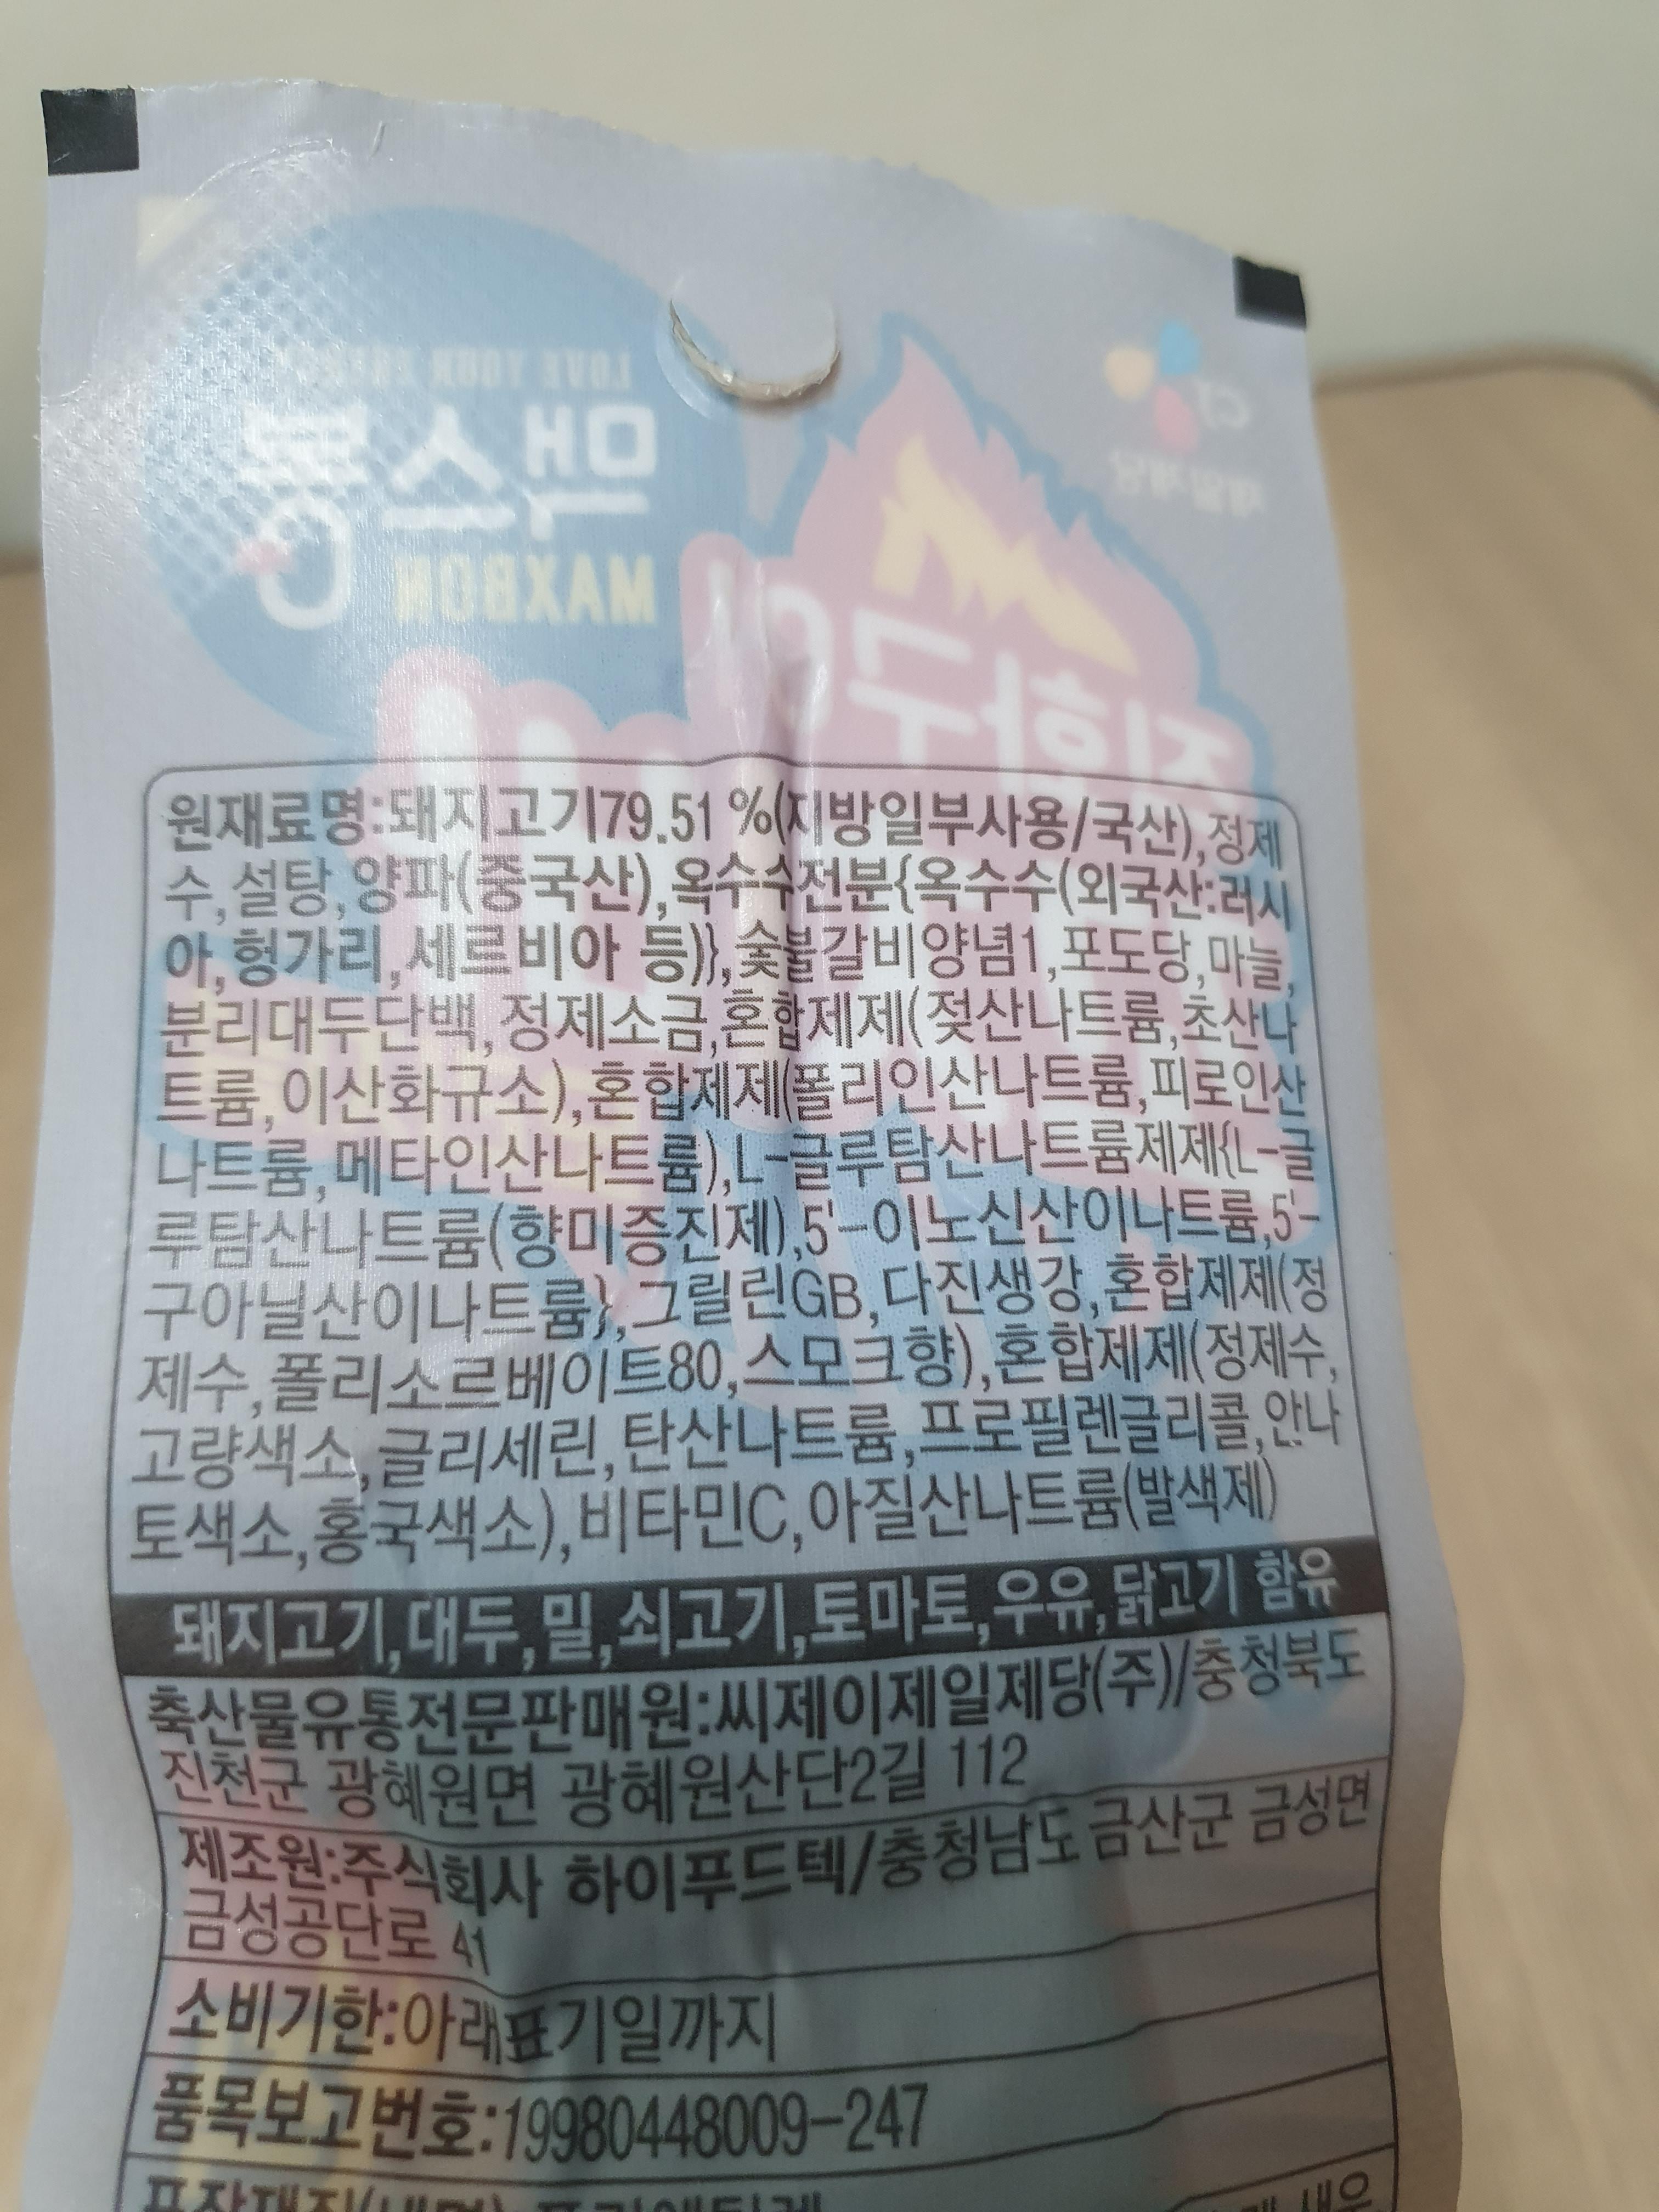 LOVE YOUR
맥스봉
MAXBON
CJ
제일제당
직화구이
원재료명:돼지고기79.51 %(지방일부사용/국산),정제
수,설탕,양파(중국산),옥수수전분{옥수수(외국산:러시
아,헝가리,세르비아 등)},숯불갈비양념1,포도당,마늘,
분리대두단백,정제소금,혼합제제(젖산나트륨,초산나
트륨,이산화규소),혼합제제(폴리인산나트륨,피로인산
나트륨,메타인산나트륨),L-글루탐산나트륨제제{L-글
루탐산나트륨(향미증진제),5'-이노신산이나트륨,5'-
구아닐산이나트륨},그릴린GB,다진생강,혼합제제(정
제수,폴리소르베이트80,스모크향),혼합제제(정제수,
고량색소,글리세린,탄산나트륨,프로필렌글리콜,안나
토색소,홍국색소),비타민C,아질산나트륨(발색제)
돼지고기,대두,밀,쇠고기,토마토,우유,닭고기 함유
축산물유통전문판매원:씨제이제일제당(주)/충청북도
진천군 광혜원면 광혜원산단2길 112
제조원:주식회사 하이푸드텍/충청남도 금산군 금성면
금성공단로 41
소비기한:아래표기일까지
품목보고번호:19980448009-247